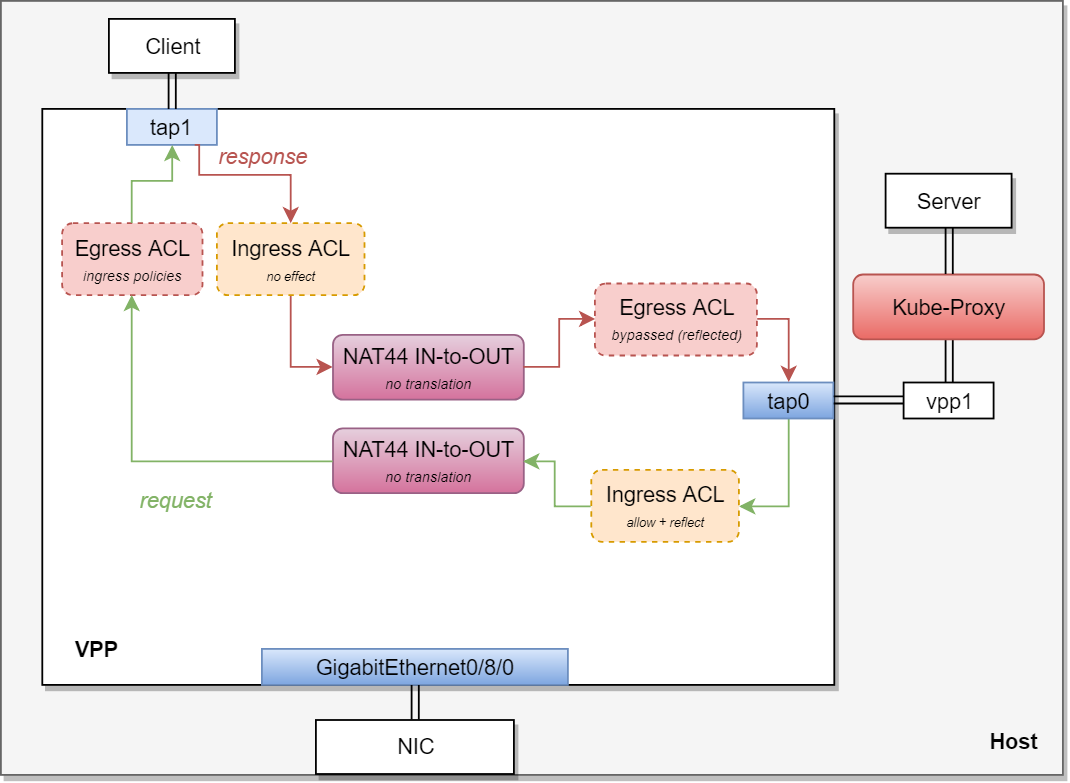 Client
tap1
response
Egress ACL
ingress policies
Ingress ACL
no effect
Server
Egress ACL
bypassed (reflected)
Kube-Proxy
NAT44 IN-to-OUT
no translation
tap0
vpp1
NAT44 IN-to-OUT
no translation
request
Ingress ACL
allow + reflect
VPP
GigabitEthernet0/8/0
NIC
Host